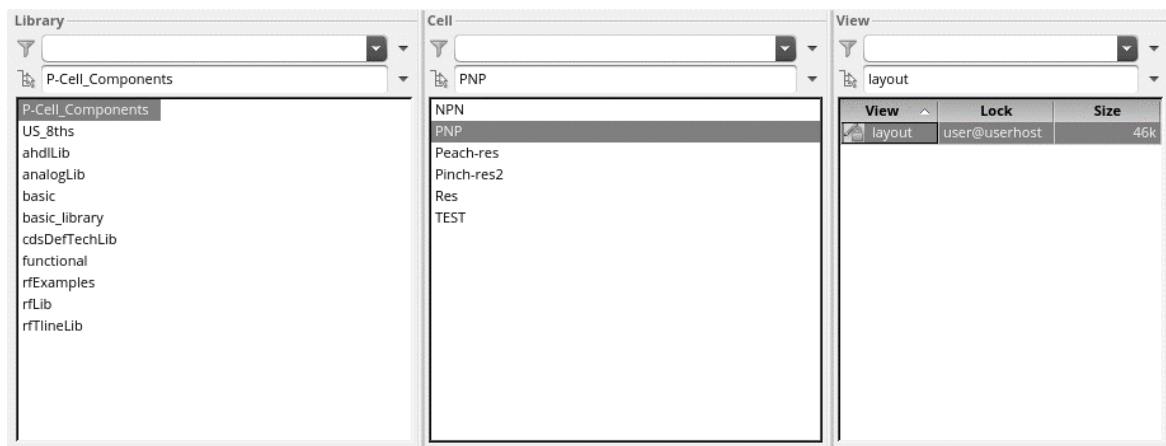 Library
P-Cell_Components
P-Cell_Components
US_8ths
ahdlLib
analogLib
basic
basic_library
cdsDefTechLib
functional
rfExamples
rfLib
rfTlineLib
Cell
PNP
NPN
PNP
Peach-res
Pinch-res2
Res
TEST
View
layout
View Lock Size
layout user@userhost 46k